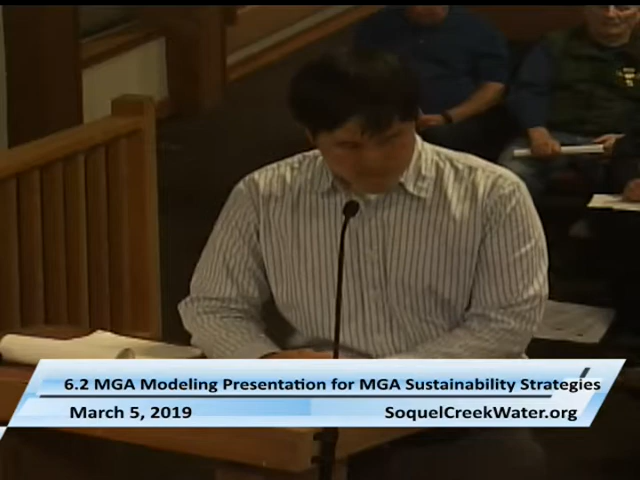 6.2 MGA Modeling Presentation for MGA Sustainability Strategies
March 5, 2019 SoquelCreekWater.org